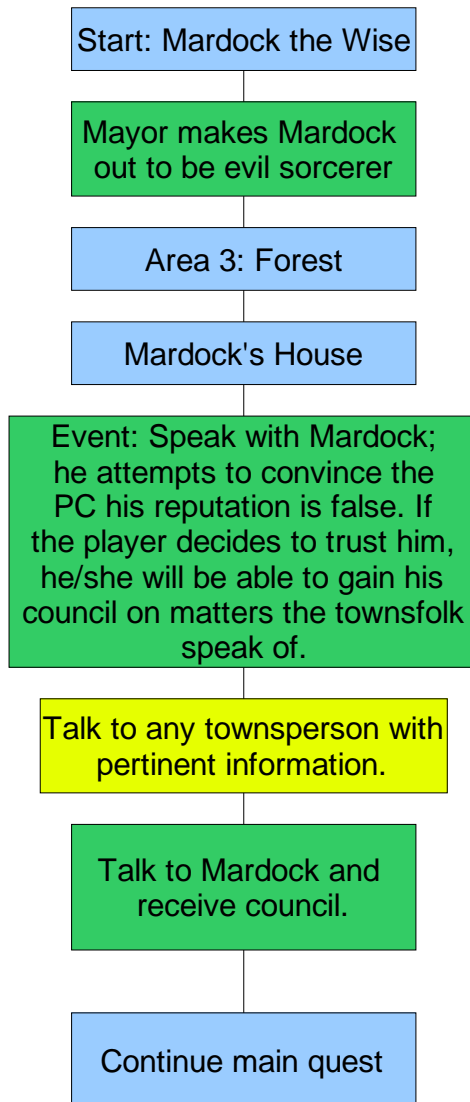 Start: Mardock the Wise
Mayor makes Mardock
out to be evil sorcerer
Area 3: Forest
Mardock's House
Event: Speak with Mardock;
he attempts to convince the
PC his reputation is false. If
the player decides to trust him,
he/she will be able to gain his
council on matters the townsfolk
speak of.
Talk to any townsperson with
pertinent information.
Talk to Mardock and
receive council.
Continue main quest